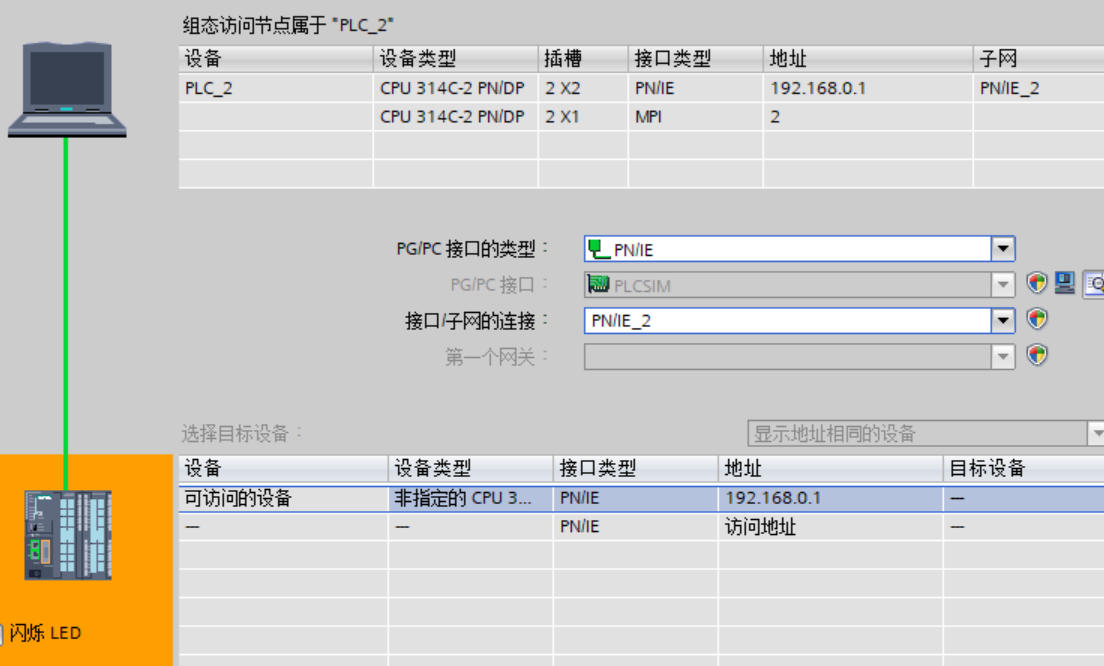 组态访问节点属于 "PLC_2"
设备 设备类型 插槽 接口类型 地址 子网
PLC_2 CPU 314C-2 PN/DP 2 X2 PN/IE 192.168.0.1 PN/IE_2
CPU 314C-2 PN/DP 2 X1 MPI 2
PG/PC 接口的类型： PN/IE
PG/PC 接口： PLCSIM
接口/子网的连接： PN/IE_2
第一个网关：
选择目标设备： 显示地址相同的设备
设备 设备类型 接口类型 地址 目标设备
可访问的设备 非指定的 CPU 3... PN/IE 192.168.0.1 —
— — PN/IE 访问地址 —
闪烁 LED